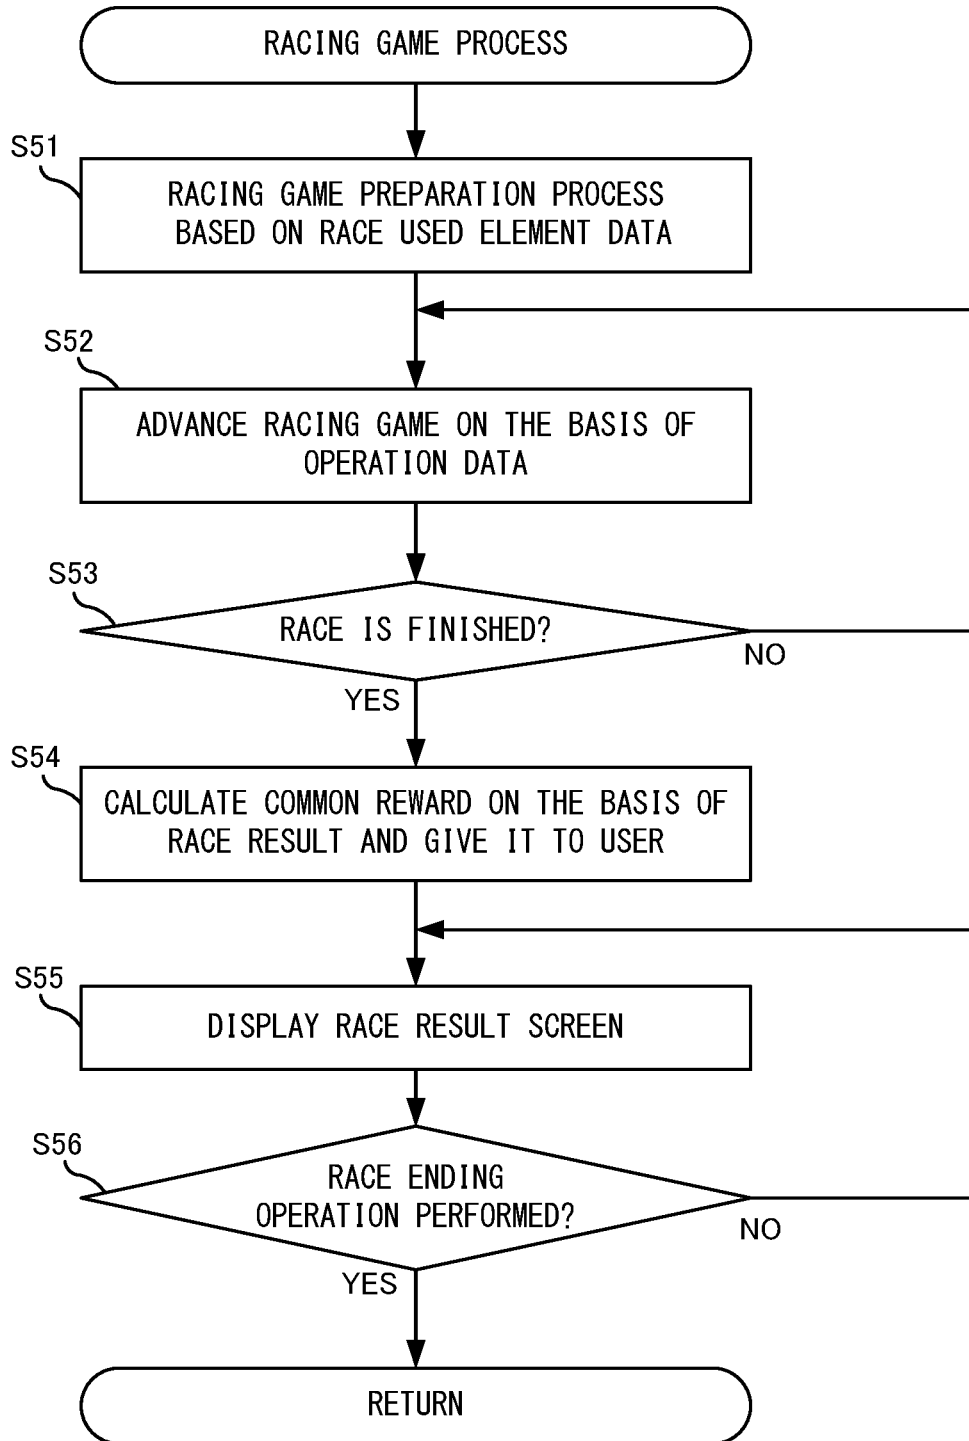 RACING GAME PROCESS
S51
RACING GAME PREPARATION PROCESS
BASED ON RACE USED ELEMENT DATA
S52
ADVANCE RACING GAME ON THE BASIS OF
OPERATION DATA
S53
RACE IS FINISHED?
NO
YES
S54
CALCULATE COMMON REWARD ON THE BASIS OF
RACE RESULT AND GIVE IT TO USER
S55
DISPLAY RACE RESULT SCREEN
S56
RACE ENDING
OPERATION PERFORMED?
NO
YES
RETURN